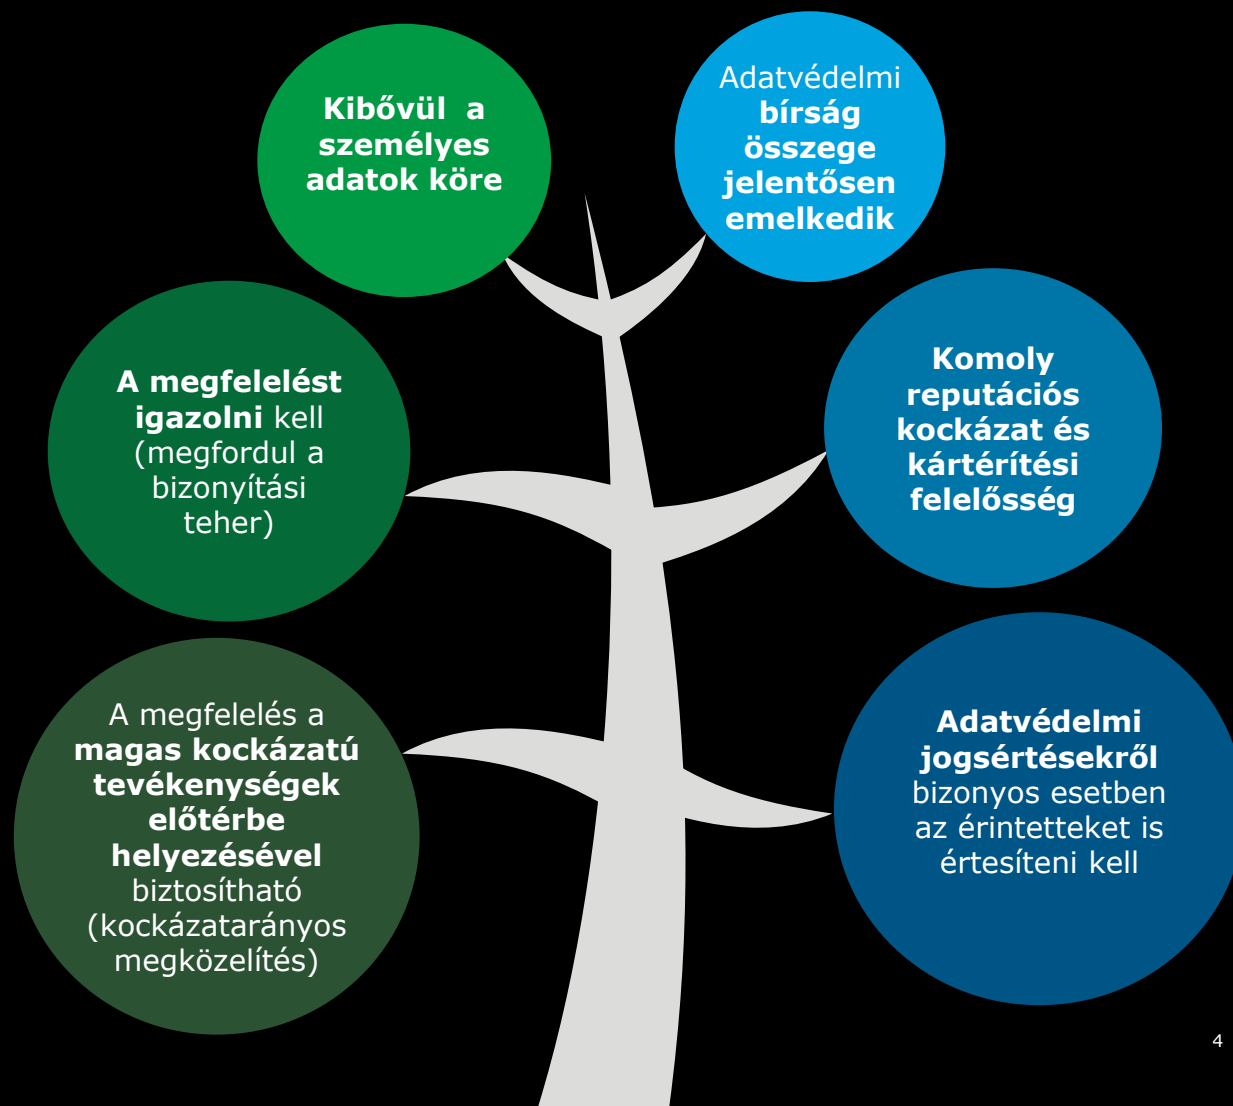 Kibővül a
személyes
adatok köre
Adatvédelmi
bírság
összege
jelentősen
emelkedik
A megfelelést
igazolni kell
(megfordul a
bizonyítási
teher)
Komoly
reputációs
kockázat és
kártérítési
felelősség
A megfelelés a
magas kockázatú
tevékenységek
előtérbe
helyezésével
biztosítható
(kockázatarányos
megközelítés)
Adatvédelmi
jogsértésekről
bizonyos esetben
az érintetteket is
értesíteni kell
4